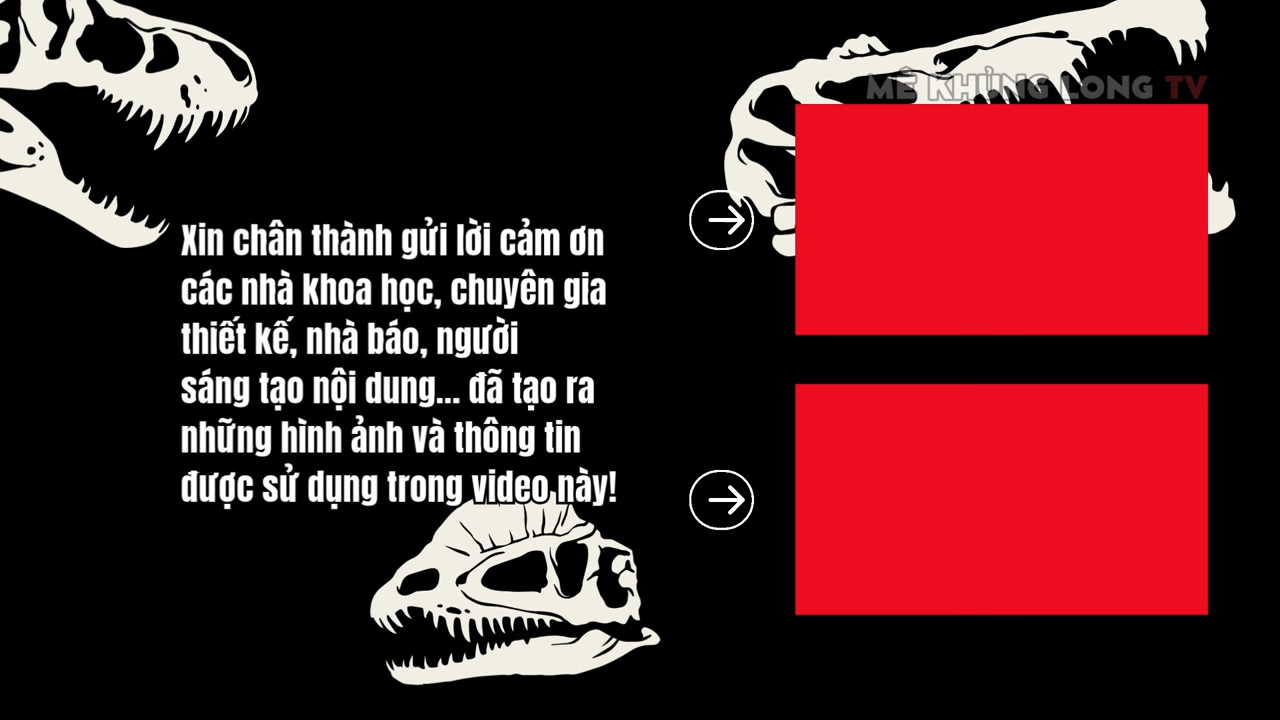 MÊ KHỦNG LONG TV
Xin chân thành gửi lời cảm ơn
các nhà khoa học, chuyên gia
thiết kế, nhà báo, người
sáng tạo nội dung... đã tạo ra
những hình ảnh và thông tin
được sử dụng trong video này!